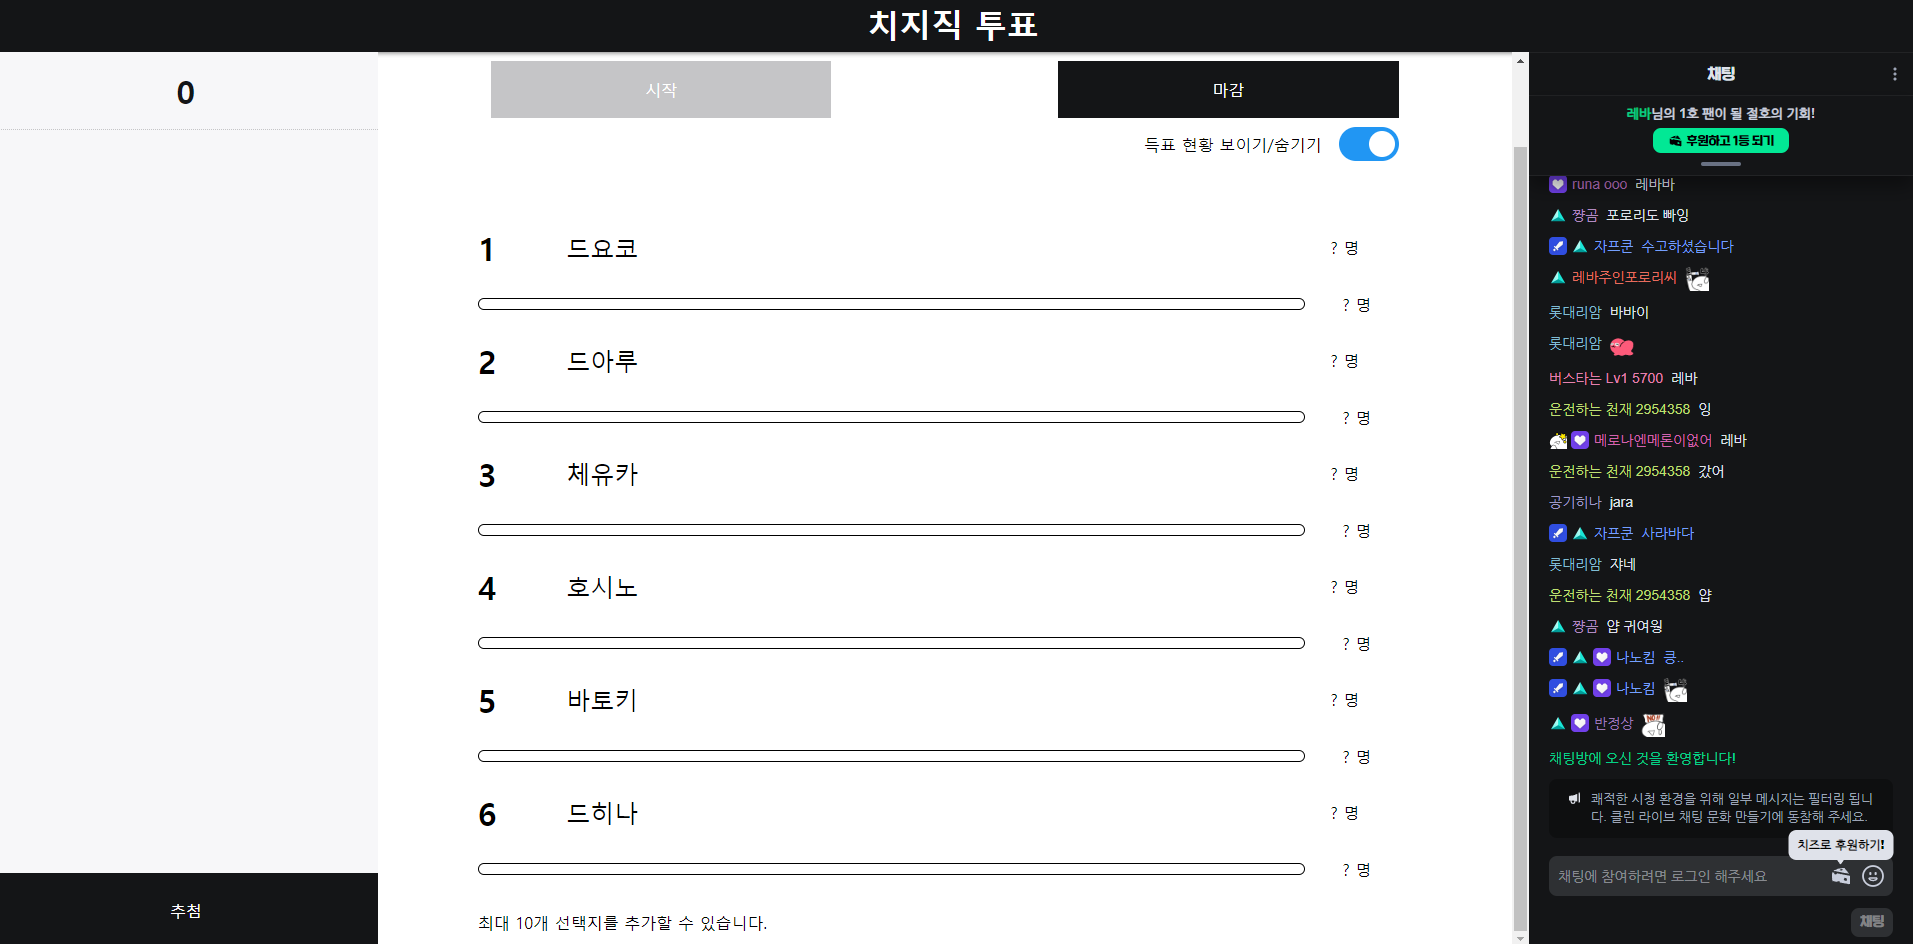 치지직 투표
0
추첨
시작
마감
득표 현황 보이기/숨기기
1 드요코 ? 명
? 명
2 드아루 ? 명
? 명
3 체유카 ? 명
? 명
4 호시노 ? 명
? 명
5 바토키 ? 명
? 명
6 드히나 ? 명
? 명
최대 10개 선택지를 추가할 수 있습니다.
채팅
레바님의 1호 팬이 될 절호의 기회!
후원하고 1등 되기
runa ooo 레바바
쨩곰 포로리도 빠잉
자프쿤 수고하셨습니다
레바주인포로리씨
롯대리암 바바이
롯대리암
버스타는 Lv1 5700 레바
운전하는 천재 2954358 잉
메로나엔메론이없어 레바
운전하는 천재 2954358 갔어
공기히나 jara
자프쿤 사라바다
롯대리암 쟈네
운전하는 천재 2954358 얍
쨩곰 얍 귀여웡
나노킴 킁..
나노킴
반정상
채팅방에 오신 것을 환영합니다!
쾌적한 시청 환경을 위해 일부 메시지는 필터링 됩니
다. 클린 라이브 채팅 문화 만들기에 동참해 주세요.
치즈로 후원하기!
채팅에 참여하려면 로그인 해주세요
채팅